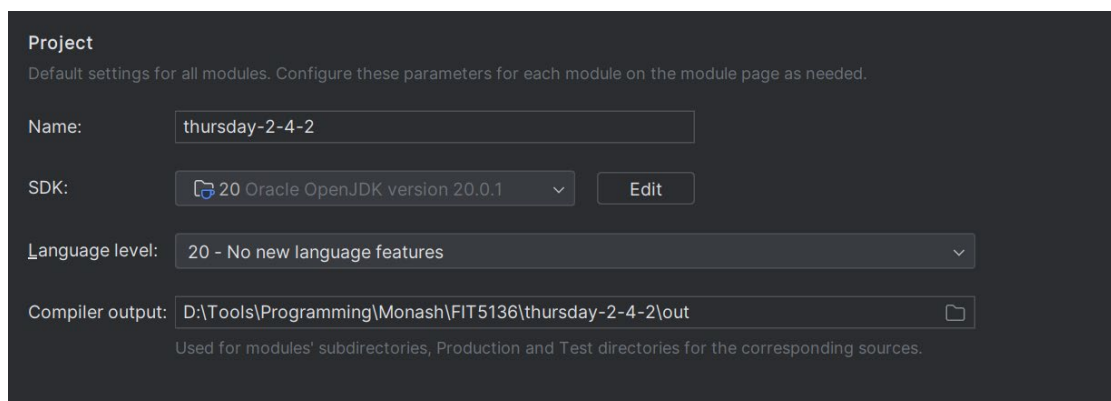 Project
Default settings for all modules. Configure these parameters for each module on the module page as needed.
Name: thursday-2-4-2
SDK: 20 Oracle OpenJDK version 20.0.1 Edit
Language level: 20 - No new language features
Compiler output: D:\Tools\Programming\Monash\FIT5136\thursday-2-4-2\out
Used for modules' subdirectories, Production and Test directories for the corresponding sources.